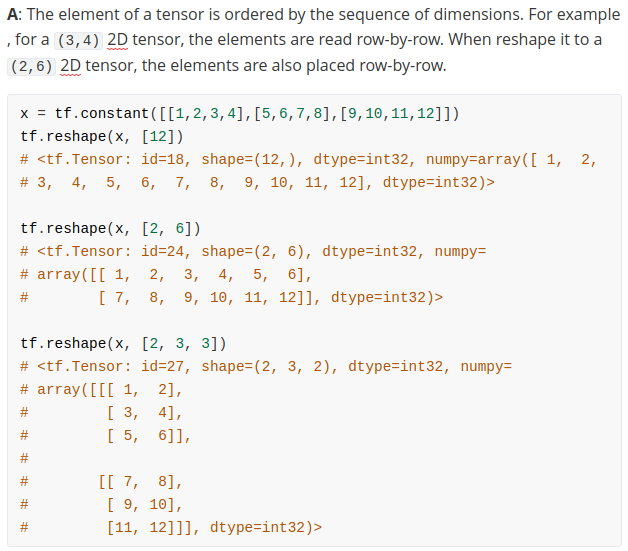 A: The element of a tensor is ordered by the sequence of dimensions. For example
, for a (3,4) 2D tensor, the elements are read row-by-row. When reshape it to a
(2,6) 2D tensor, the elements are also placed row-by-row.
x = tf.constant([[1,2,3,4],[5,6,7,8],[9,10,11,12]])
tf.reshape(x, [12])
# <tf.Tensor: id=18, shape=(12,), dtype=int32, numpy=array([ 1,  2,
# 3,  4,  5,  6,  7,  8,  9, 10, 11, 12], dtype=int32)>
tf.reshape(x, [2, 6])
# <tf.Tensor: id=24, shape=(2, 6), dtype=int32, numpy=
# array([[ 1,  2,  3,  4,  5,  6],
#        [ 7,  8,  9, 10, 11, 12]], dtype=int32)>
tf.reshape(x, [2, 3, 3])
# <tf.Tensor: id=27, shape=(2, 3, 2), dtype=int32, numpy=
# array([[[ 1,  2],
#         [ 3,  4],
#         [ 5,  6]],
#
#        [[ 7,  8],
#         [ 9, 10],
#         [11, 12]]], dtype=int32)>